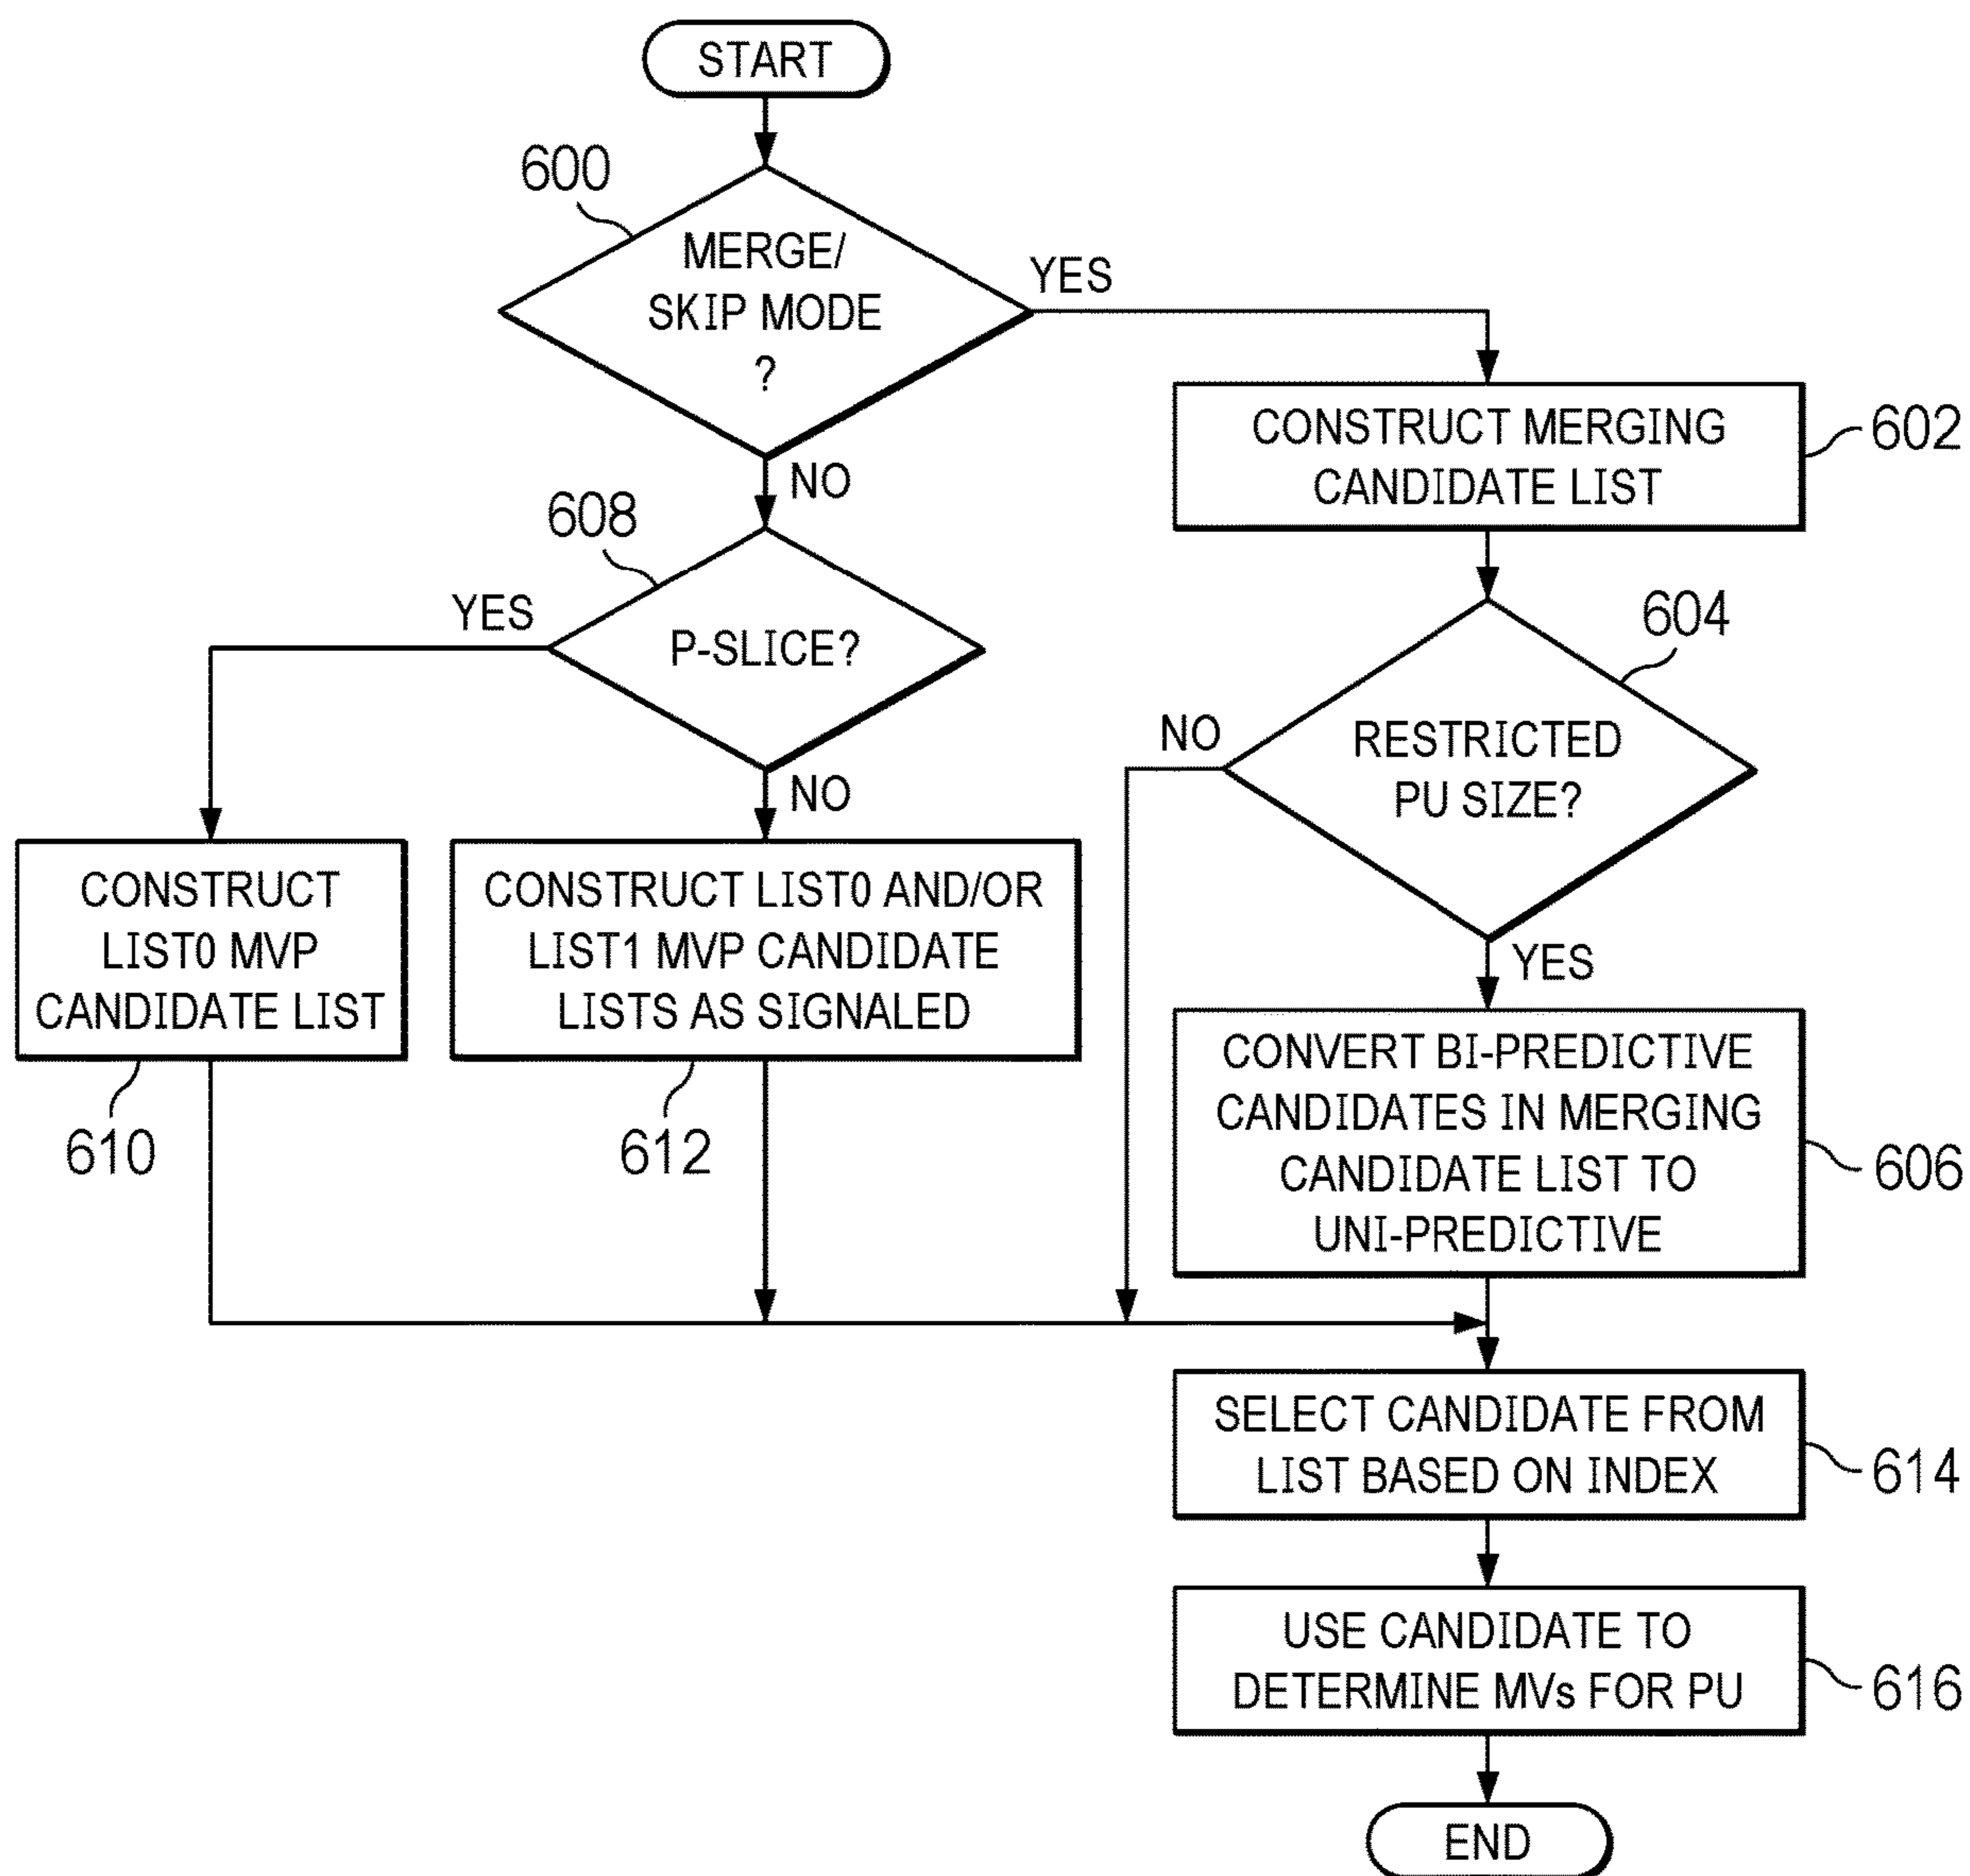 START
600
MERGE/
SKIP MODE
?
YES
NO
CONSTRUCT MERGING
CANDIDATE LIST
602
608
P-SLICE?
YES
NO
604
RESTRICTED
PU SIZE?
NO
YES
CONSTRUCT
LIST0 MVP
CANDIDATE LIST
610
CONSTRUCT LIST0 AND/OR
LIST1 MVP CANDIDATE
LISTS AS SIGNALED
612
CONVERT BI-PREDICTIVE
CANDIDATES IN MERGING
CANDIDATE LIST TO
UNI-PREDICTIVE
606
SELECT CANDIDATE FROM
LIST BASED ON INDEX
614
USE CANDIDATE TO
DETERMINE MVs FOR PU
616
END